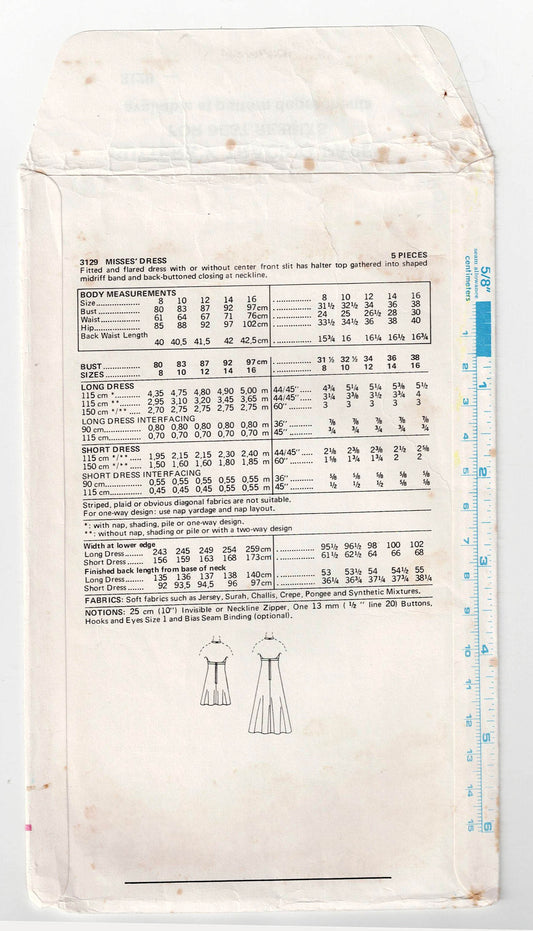 3129 MISSES' DRESS 5 PIECES
Fitted and flared dress with or without center front slit has halter top gathered into shaped
midriff band and back-buttoned closing at neckline.
BODY MEASUREMENTS
Size 8 10 12 14 16 8 10 12 14 16
Bust 80 83 87 92 97cm 31½ 32½ 34 36 38
Waist 61 64 67 71 76cm 24 25 26½ 28 30
Hip 85 88 92 97 102cm 33½ 34½ 36 38 40
Back Waist Length
40 40,5 41,5 42 42,5cm 15¾ 16 16¼ 16½ 16¾
BUST 80 83 87 92 97cm 31½ 32½ 34 36 38
SIZES 8 10 12 14 16 8 10 12 14 16
LONG DRESS
115 cm * 4,35 4,75 4,80 4,90 5,00 m 44/45" 4¾ 5¼ 5¼ 5⅜ 5½
115 cm ** 2,95 3,10 3,20 3,45 3,65 m 44/45" 3¼ 3⅜ 3½ 3¾ 4
150 cm */** 2,70 2,75 2,75 2,75 2,75 m 60" 3 3 3 3 3
LONG DRESS INTERFACING
90 cm 0,80 0,80 0,80 0,80 0,80 m 36" ⅞ ⅞ ⅞ ⅞ ⅞
115 cm 0,70 0,70 0,70 0,70 0,70 m 45" ¾ ¾ ¾ ¾ ¾
SHORT DRESS
115 cm */** 1,95 2,15 2,15 2,30 2,40 m 44/45" 2⅛ 2⅜ 2⅜ 2½ 2⅝
150 cm */** 1,50 1,60 1,60 1,80 1,85 m 60" 1⅝ 1¾ 1¾ 2 2
SHORT DRESS INTERFACING
90 cm 0,55 0,55 0,55 0,55 0,55 m 36" ⅝ ⅝ ⅝ ⅝ ⅝
115 cm 0,45 0,45 0,45 0,55 0,55 m 45" ½ ½ ½ ⅝ ⅝
Striped, plaid or obvious diagonal fabrics are not suitable.
For one-way design: use nap yardage and nap layout.
*: with nap, shading, pile or one-way design.
**: without nap, shading or pile or with a two-way design
Width at lower edge
Long Dress 243 245 249 254 259cm 95½ 96½ 98 100 102
Short Dress 156 159 163 168 173cm 61½ 62½ 64 66 68
Finished back length from base of neck
Long Dress 135 136 137 138 140cm 53 53½ 54 54½ 55
Short Dress 92 93,5 94,5 96 97cm 36¼ 36¾ 37¼ 37¾ 38¼
FABRICS: Soft fabrics such as Jersey, Surah, Challis, Crepe, Pongee and Synthetic Mixtures.
NOTIONS: 25 cm (10") Invisible or Neckline Zipper, One 13 mm (½" line 20) Buttons,
Hooks and Eyes Size 1 and Bias Seam Binding (optional).
5/8"
seam allowance
centimeters
1 2 3 4 5 6
1 2 3 4 5 6 7 8 9 10 11 12 13 14 15